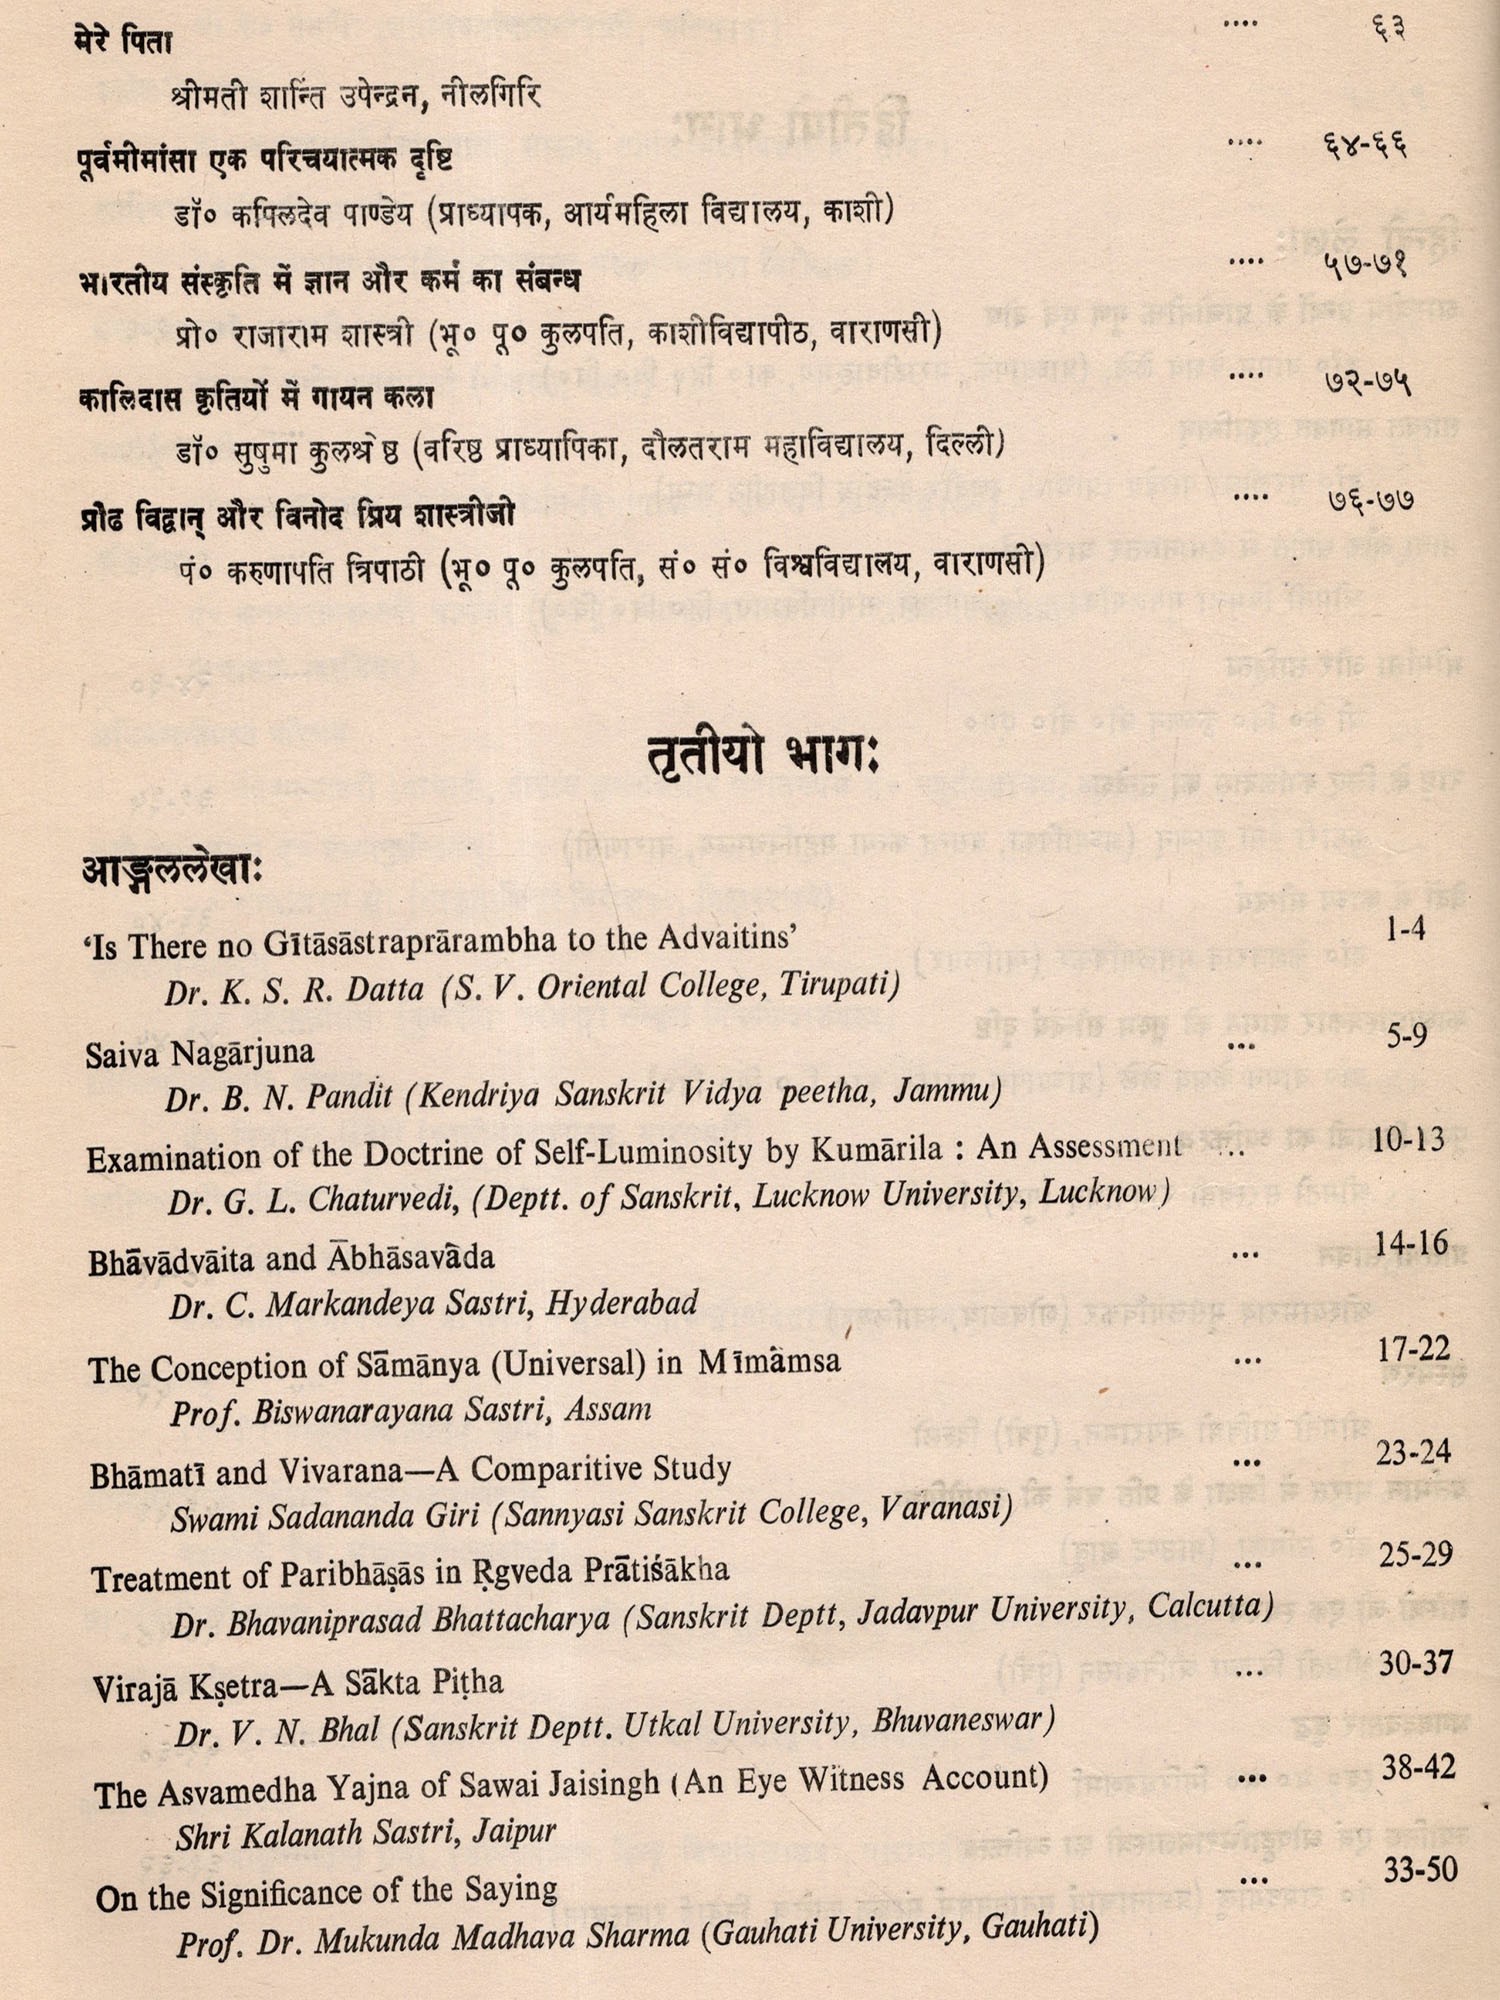 मेरे पिता .... ६३
श्रीमती शान्ति उपेन्द्रन, नीलगिरि
पूर्वमीमांसा एक परिचयात्मक दृष्टि .... ६४-६६
डॉ० कपिलदेव पाण्डेय (प्राध्यापक, आर्यमहिला विद्यालय, काशी)
भारतीय संस्कृति में ज्ञान और कर्म का संबन्ध .... ५७-७१
प्रो० राजाराम शास्त्री (भू० पू० कुलपति, काशीविद्यापीठ, वाराणसी)
कालिदास कृतियों में गायन कला .... ७२-७५
डॉ० सुषुमा कुलश्रेष्ठ (वरिष्ठ प्राध्यापिका, दौलतराम महाविद्यालय, दिल्ली)
प्रौढ विद्वान् और विनोद प्रिय शास्त्रीजी .... ७६-७७
पं० करुणापति त्रिपाठी (भू० पू० कुलपति, सं० सं० विश्वविद्यालय, वाराणसी)
तृतीयो भागः
आङ्गललेखाः
‘Is There no Gītāsāstraprārambha to the Advaitins’ 1-4
Dr. K. S. R. Datta (S. V. Oriental College, Tirupati)
Saiva Nagārjuna ... 5-9
Dr. B. N. Pandit (Kendriya Sanskrit Vidya peetha, Jammu)
Examination of the Doctrine of Self-Luminosity by Kumārila : An Assessment ... 10-13
Dr. G. L. Chaturvedi, (Deptt. of Sanskrit, Lucknow University, Lucknow)
Bhāvādvāita and Ābhāsavāda ... 14-16
Dr. C. Markandeya Sastri, Hyderabad
The Conception of Sāmānya (Universal) in Mīmāmsa ... 17-22
Prof. Biswanarayana Sastri, Assam
Bhāmatī and Vivarana—A Comparitive Study ... 23-24
Swami Sadananda Giri (Sannyasi Sanskrit College, Varanasi)
Treatment of Paribhāṣās in Ṛgveda Prātiśākha ... 25-29
Dr. Bhavaniprasad Bhattacharya (Sanskrit Deptt, Jadavpur University, Calcutta)
Virajā Kṣetra—A Sākta Piṭha ... 30-37
Dr. V. N. Bhal (Sanskrit Deptt. Utkal University, Bhuvaneswar)
The Asvamedha Yajna of Sawai Jaisingh (An Eye Witness Account) ... 38-42
Shri Kalanath Sastri, Jaipur
On the Significance of the Saying ... 33-50
Prof. Dr. Mukunda Madhava Sharma (Gauhati University, Gauhati)